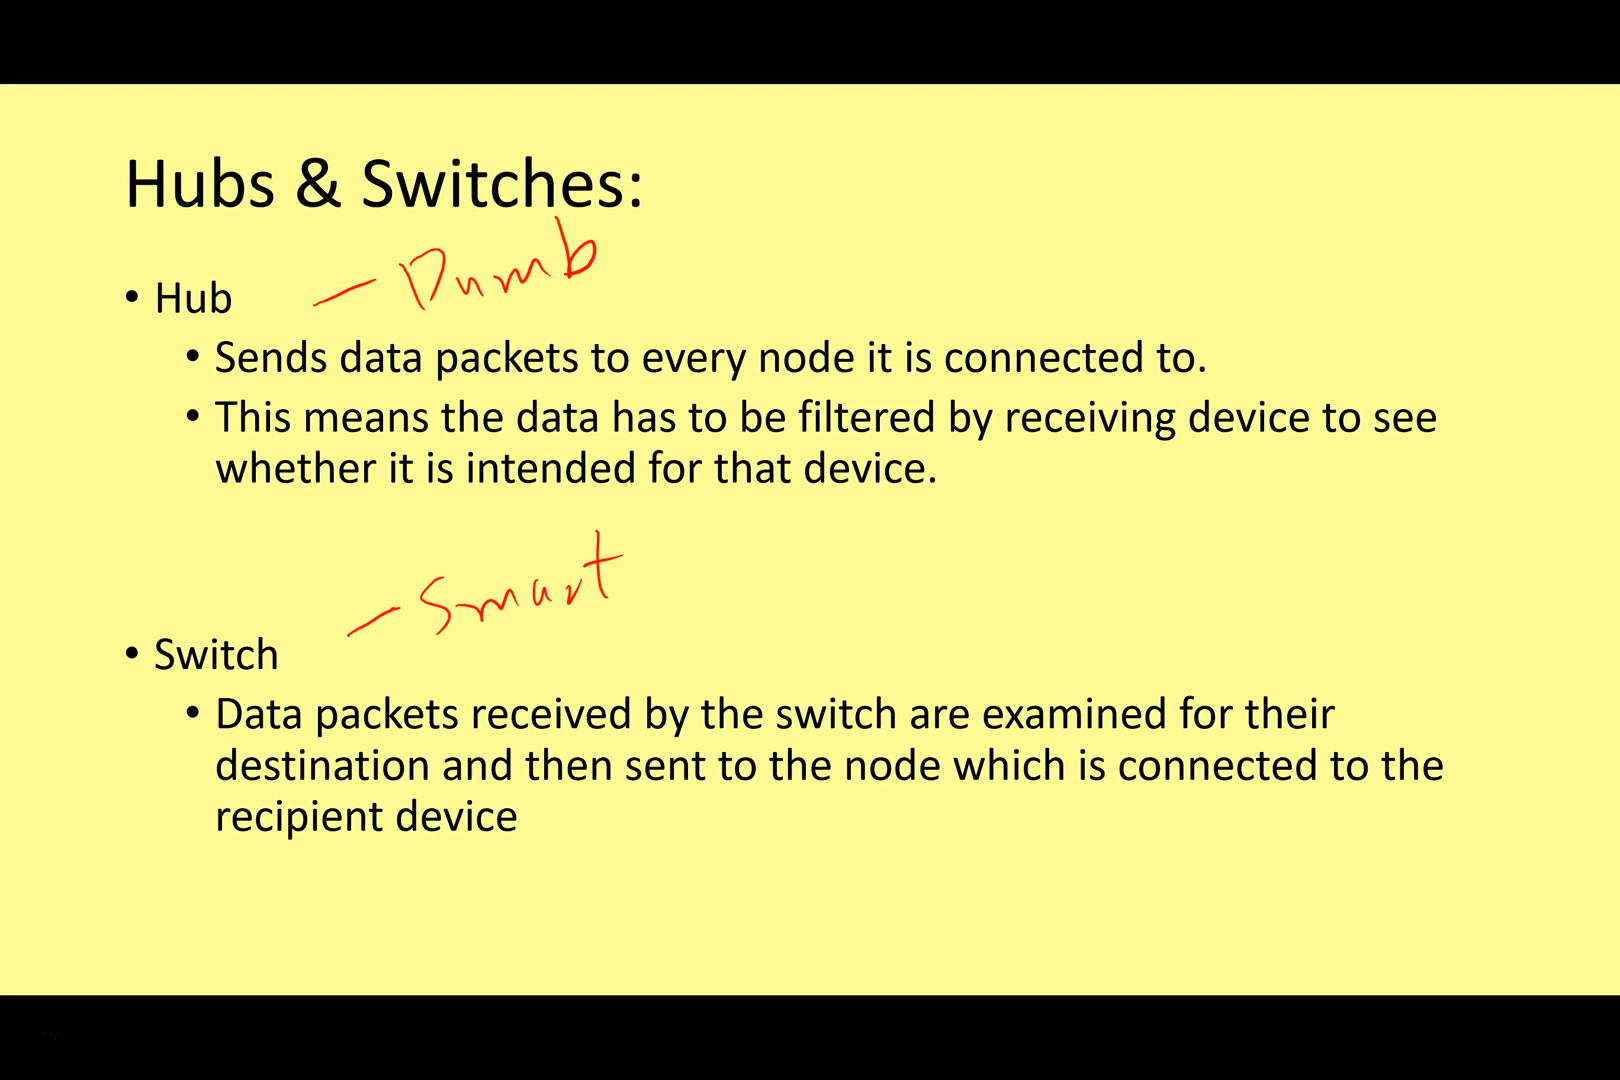 Hubs & Switches:
• Hub – Dumb
• Sends data packets to every node it is connected to.
• This means the data has to be filtered by receiving device to see
whether it is intended for that device.
– Smart
• Switch
• Data packets received by the switch are examined for their
destination and then sent to the node which is connected to the
recipient device